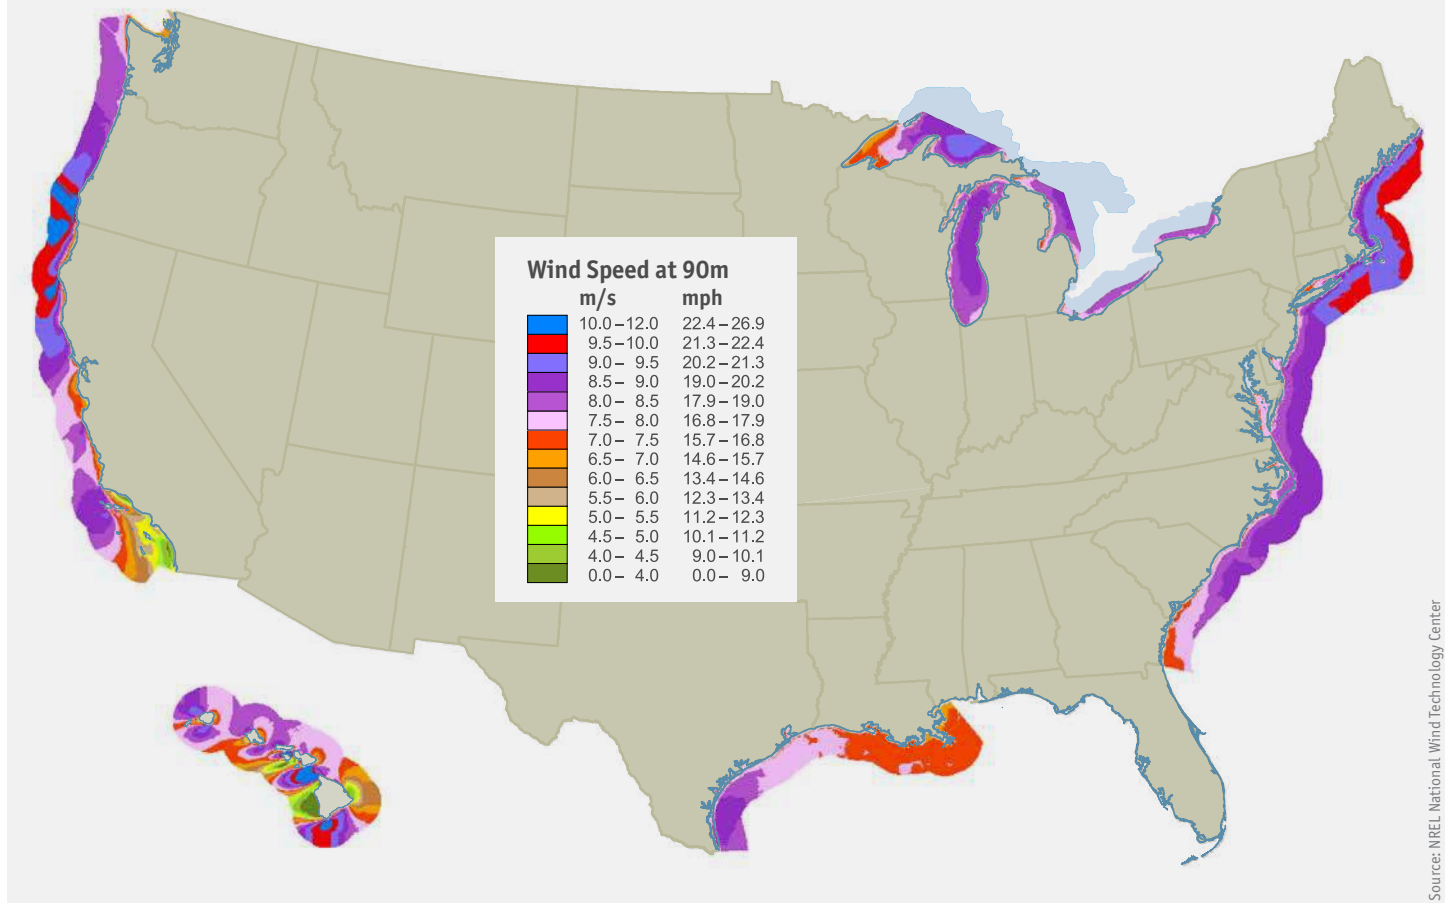 Wind Speed at 90m
m/s mph
10.0 – 12.0 22.4 – 26.9
9.5 – 10.0 21.3 – 22.4
9.0 – 9.5 20.2 – 21.3
8.5 – 9.0 19.0 – 20.2
8.0 – 8.5 17.9 – 19.0
7.5 – 8.0 16.8 – 17.9
7.0 – 7.5 15.7 – 16.8
6.5 – 7.0 14.6 – 15.7
6.0 – 6.5 13.4 – 14.6
5.5 – 6.0 12.3 – 13.4
5.0 – 5.5 11.2 – 12.3
4.5 – 5.0 10.1 – 11.2
4.0 – 4.5 9.0 – 10.1
0.0 – 4.0 0.0 – 9.0
Source: NREL National Wind Technology Center